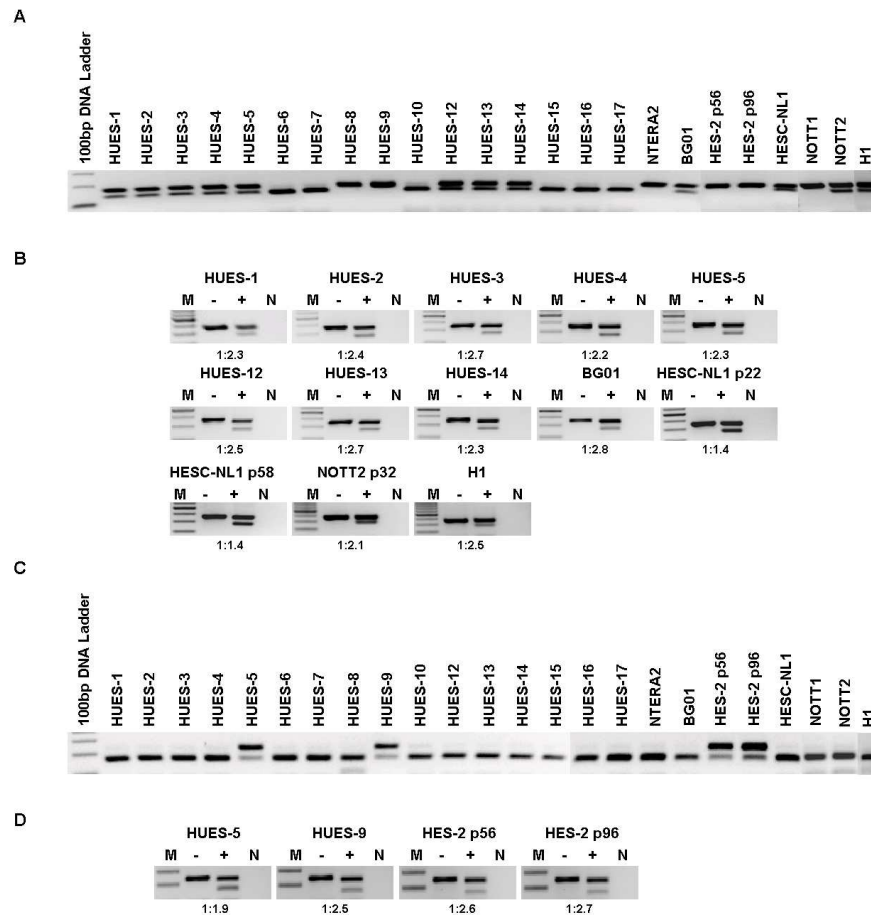 A
100bp DNA Ladder
HUES-1
HUES-2
HUES-3
HUES-4
HUES-5
HUES-6
HUES-7
HUES-8
HUES-9
HUES-10
HUES-12
HUES-13
HUES-14
HUES-15
HUES-16
HUES-17
NTERA2
BG01
HES-2 p56
HES-2 p96
HESC-NL1
NOTT1
NOTT2
H1
B
HUES-1 HUES-2 HUES-3 HUES-4 HUES-5
M - + N M - + N M - + N M - + N M - + N
1:2.3 1:2.4 1:2.7 1:2.2 1:2.3
HUES-12 HUES-13 HUES-14 BG01 HESC-NL1 p22
M - + N M - + N M - + N M - + N M - + N
1:2.5 1:2.7 1:2.3 1:2.8 1:1.4
HESC-NL1 p58 NOTT2 p32 H1
M - + N M - + N M - + N
1:1.4 1:2.1 1:2.5
C
100bp DNA Ladder
HUES-1
HUES-2
HUES-3
HUES-4
HUES-5
HUES-6
HUES-7
HUES-8
HUES-9
HUES-10
HUES-12
HUES-13
HUES-14
HUES-15
HUES-16
HUES-17
NTERA2
BG01
HES-2 p56
HES-2 p96
HESC-NL1
NOTT1
NOTT2
H1
D
HUES-5 HUES-9 HES-2 p56 HES-2 p96
M - + N M - + N M - + N M - + N
1:1.9 1:2.5 1:2.6 1:2.7